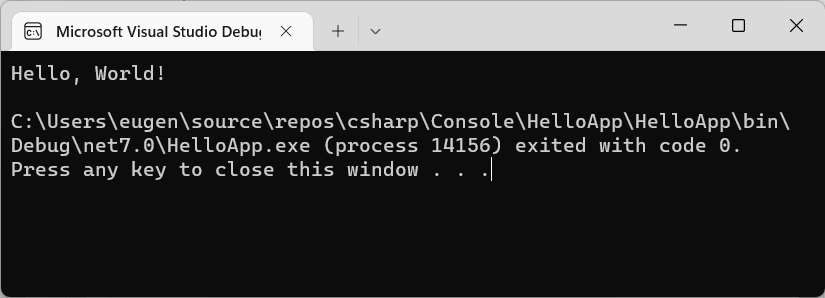 Microsoft Visual Studio Debug
Hello, World!
C:\Users\eugen\source\repos\csharp\Console\HelloApp\HelloApp\bin\
Debug\net7.0\HelloApp.exe (process 14156) exited with code 0.
Press any key to close this window . . .